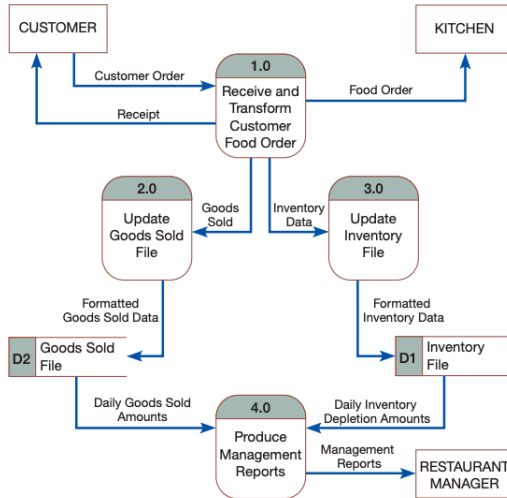 CUSTOMER
KITCHEN
Customer Order
1.0
Receive and
Transform
Customer
Food Order
Food Order
Receipt
2.0
Update
Goods Sold
File
Goods
Sold
Inventory
Data
3.0
Update
Inventory
File
Formatted
Goods Sold Data
Formatted
Inventory Data
D2
Goods Sold
File
D1
Inventory
File
Daily Goods Sold
Amounts
4.0
Produce
Management
Reports
Daily Inventory
Depletion Amounts
Management
Reports
RESTAURANT
MANAGER